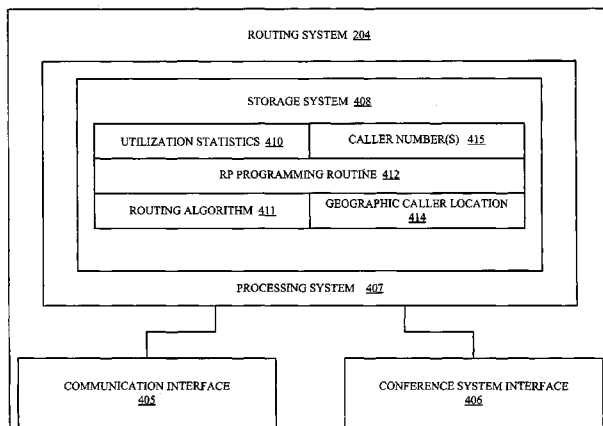 ROUTING SYSTEM 204
STORAGE SYSTEM 408
UTILIZATION STATISTICS 410
CALLER NUMBER(S) 415
RP PROGRAMMING ROUTINE 412
ROUTING ALGORITHM 411
GEOGRAPHIC CALLER LOCATION
414
PROCESSING SYSTEM 407
COMMUNICATION INTERFACE
405
CONFERENCE SYSTEM INTERFACE
406